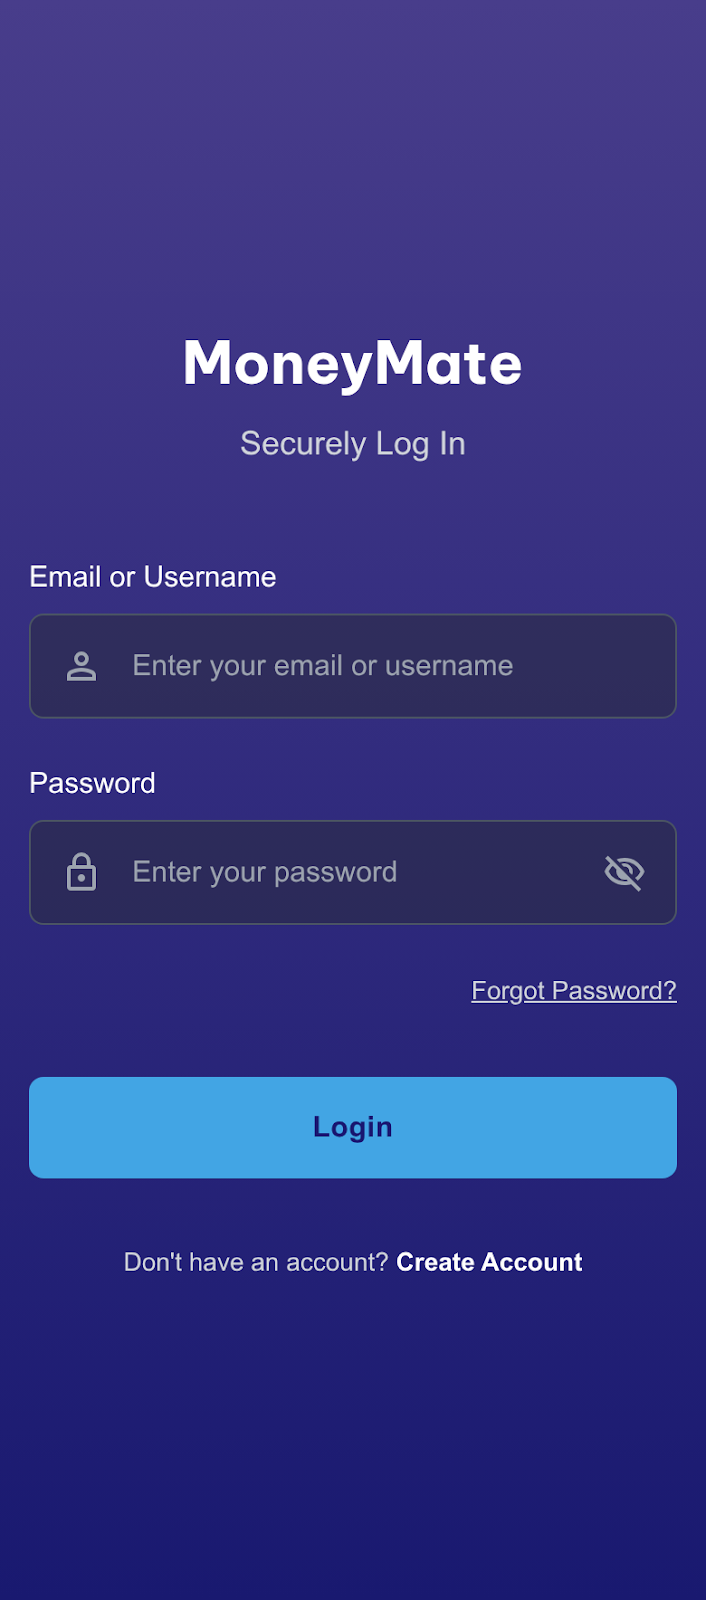 MoneyMate
Securely Log In
Email or Username
Enter your email or username
Password
Enter your password
Forgot Password?
Login
Don't have an account? Create Account